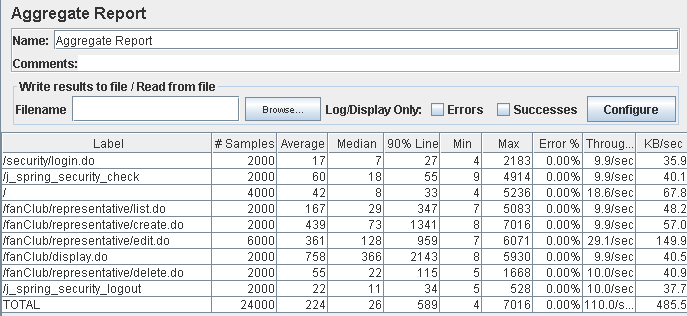 Aggregate Report
Name: Aggregate Report
Comments:
Write results to file / Read from file
Filename Browse... Log/Display Only: Errors Successes Configure
Label # Samples Average Median 90% Line Min Max Error % Throug... KB/sec
/security/login.do 2000 17 7 27 4 2183 0.00% 9.9/sec 35.9
/j_spring_security_check 2000 60 18 55 9 4914 0.00% 9.9/sec 40.1
/ 4000 42 8 33 4 5236 0.00% 18.6/sec 67.8
/fanClub/representative/list.do 2000 167 29 347 7 5083 0.00% 9.9/sec 48.2
/fanClub/representative/create.do 2000 439 73 1341 8 7016 0.00% 9.9/sec 57.0
/fanClub/representative/edit.do 6000 361 128 959 7 6071 0.00% 29.1/sec 149.9
/fanClub/display.do 2000 758 366 2143 8 5930 0.00% 9.9/sec 40.5
/fanClub/representative/delete.do 2000 55 22 115 5 1668 0.00% 10.0/sec 40.9
/j_spring_security_logout 2000 22 11 34 5 528 0.00% 10.0/sec 37.7
TOTAL 24000 224 26 589 4 7016 0.00% 110.0/s... 485.5